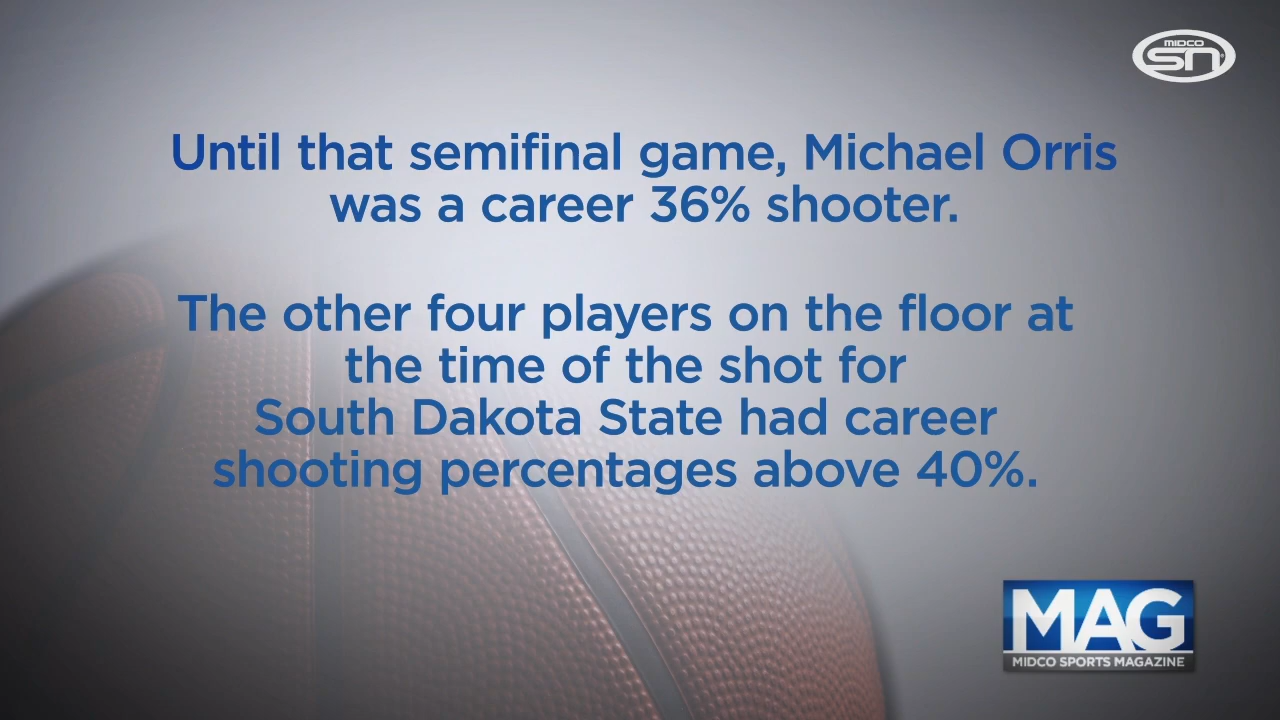 MIDCO
SN
Until that semifinal game, Michael Orris
was a career 36% shooter.
The other four players on the floor at
the time of the shot for
South Dakota State had career
shooting percentages above 40%.
MAG
MIDCO SPORTS MAGAZINE